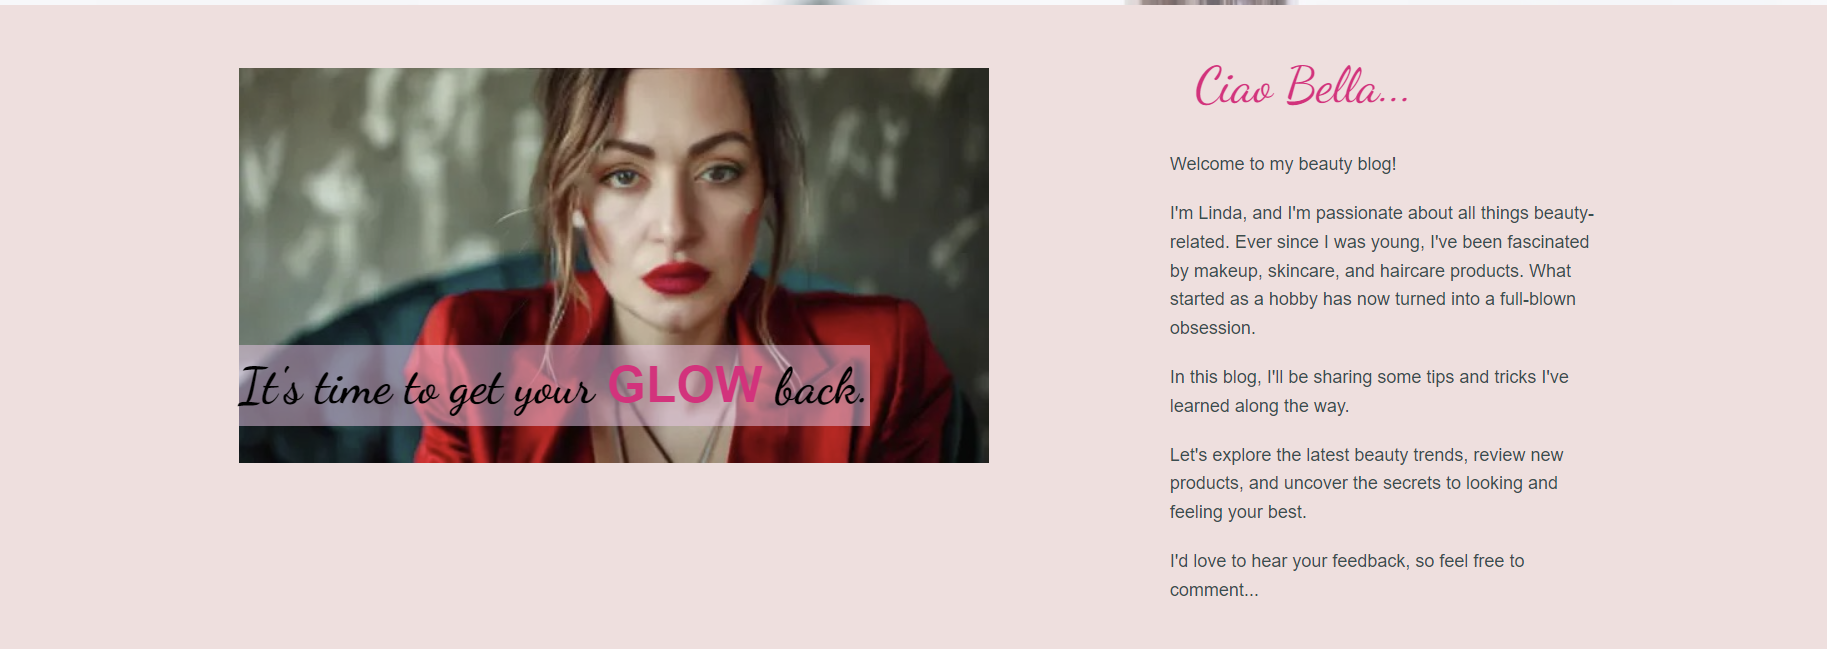 It's time to get your GLOW back.
Ciao Bella...
Welcome to my beauty blog!
I'm Linda, and I'm passionate about all things beauty-
related. Ever since I was young, I've been fascinated
by makeup, skincare, and haircare products. What
started as a hobby has now turned into a full-blown
obsession.
In this blog, I'll be sharing some tips and tricks I've
learned along the way.
Let's explore the latest beauty trends, review new
products, and uncover the secrets to looking and
feeling your best.
I'd love to hear your feedback, so feel free to
comment...